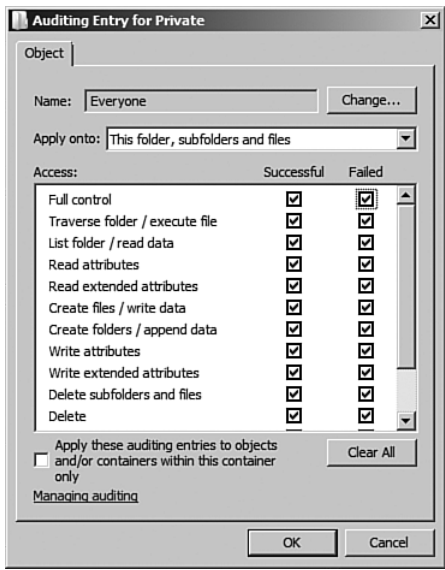 Auditing Entry for Private
Object
Name: Everyone Change...
Apply onto: This folder, subfolders and files
Access: Successful Failed
Full control
Traverse folder / execute file
List folder / read data
Read attributes
Read extended attributes
Create files / write data
Create folders / append data
Write attributes
Write extended attributes
Delete subfolders and files
Delete
Apply these auditing entries to objects
and/or containers within this container
only
Clear All
Managing auditing
OK Cancel